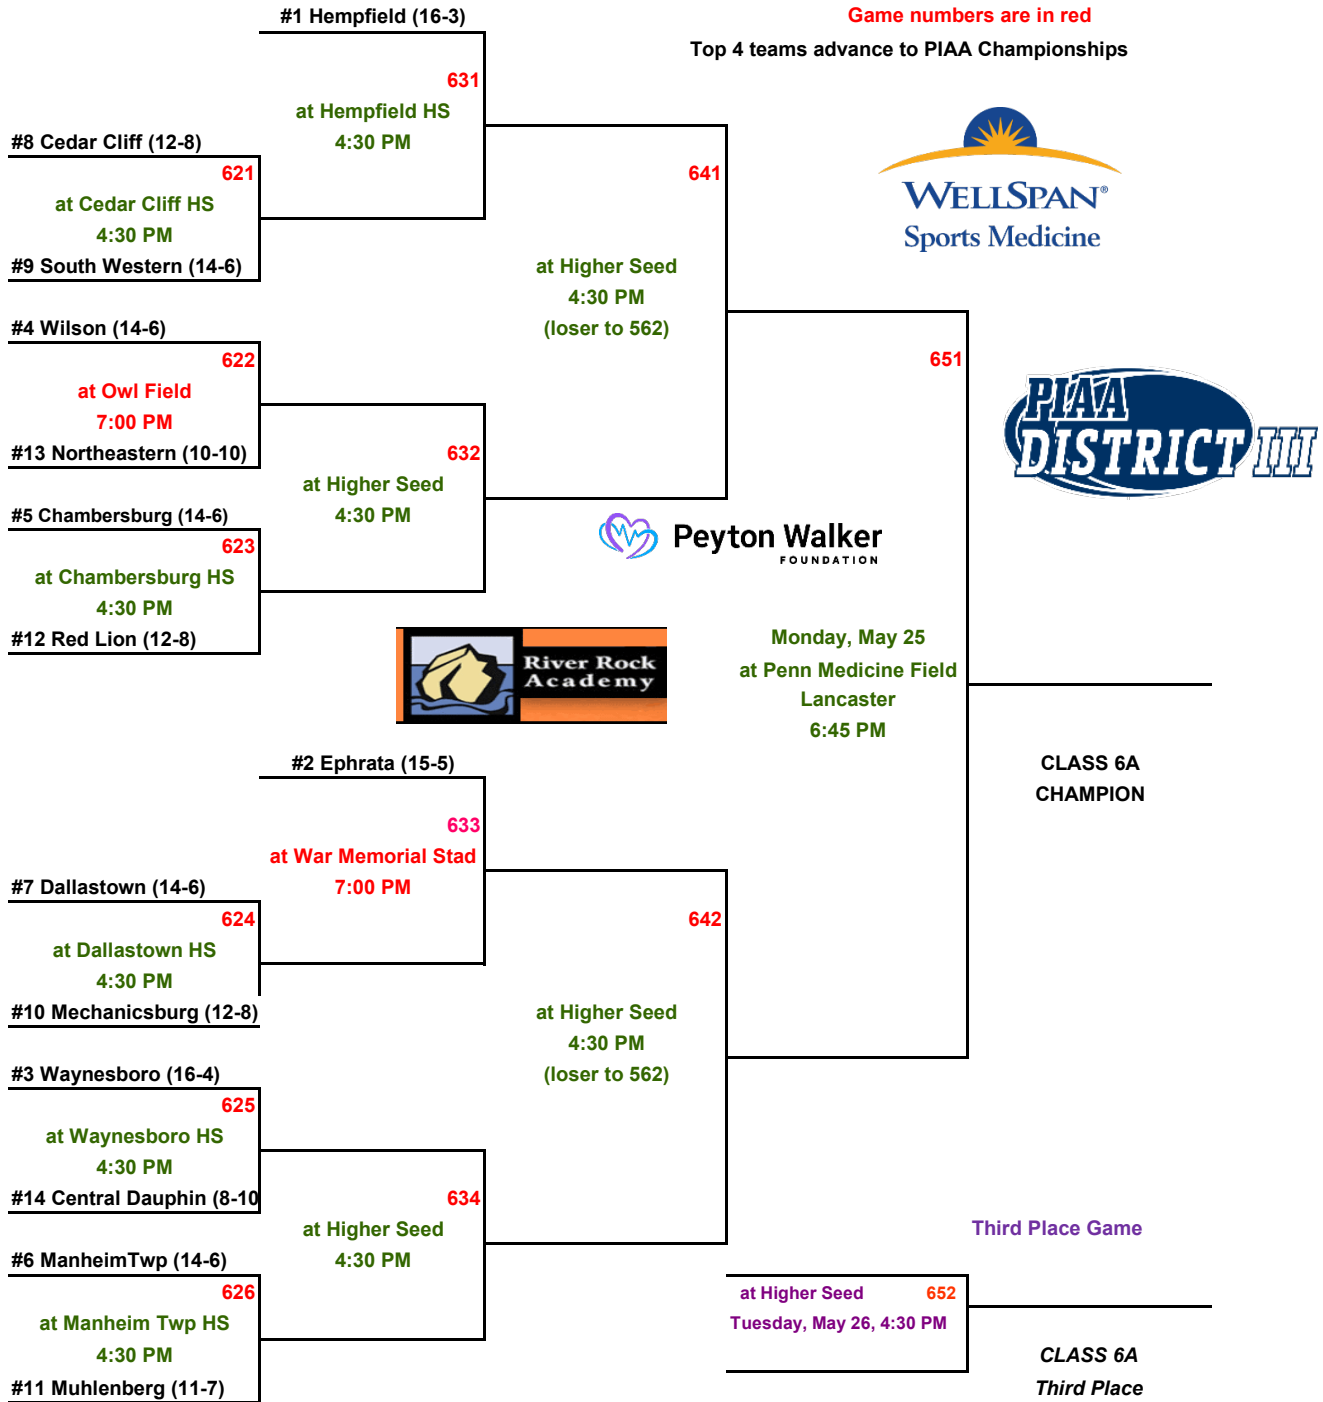 #1 Hempfield (16-3)
Game numbers are in red
Top 4 teams advance to PIAA Championships
631
at Hempfield HS
4:30 PM
#8 Cedar Cliff (12-8)
621
at Cedar Cliff HS
4:30 PM
#9 South Western (14-6)
641
at Higher Seed
4:30 PM
(loser to 562)
WELLSPAN®
Sports Medicine
#4 Wilson (14-6)
622
at Owl Field
7:00 PM
#13 Northeastern (10-10)
632
at Higher Seed
4:30 PM
651
PIAA
DISTRICT III
#5 Chambersburg (14-6)
623
at Chambersburg HS
4:30 PM
#12 Red Lion (12-8)
Peyton Walker
FOUNDATION
River Rock
Academy
Monday, May 25
at Penn Medicine Field
Lancaster
6:45 PM
#2 Ephrata (15-5)
CLASS 6A
CHAMPION
633
at War Memorial Stad
7:00 PM
#7 Dallastown (14-6)
624
at Dallastown HS
4:30 PM
#10 Mechanicsburg (12-8)
642
at Higher Seed
4:30 PM
(loser to 562)
#3 Waynesboro (16-4)
625
at Waynesboro HS
4:30 PM
#14 Central Dauphin (8-10
634
at Higher Seed
4:30 PM
#6 ManheimTwp (14-6)
626
at Manheim Twp HS
4:30 PM
#11 Muhlenberg (11-7)
Third Place Game
at Higher Seed 652
Tuesday, May 26, 4:30 PM
CLASS 6A
Third Place